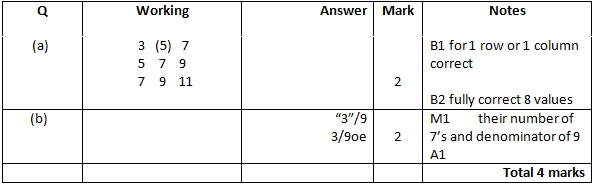 Q Working Answer Mark Notes
(a) 3 (5) 7 B1 for 1 row or 1 column
5 7 9 correct
7 9 11 2
B2 fully correct 8 values
(b) “3”/9 M1 their number of
3/9oe 2 7’s and denominator of 9
A1
Total 4 marks